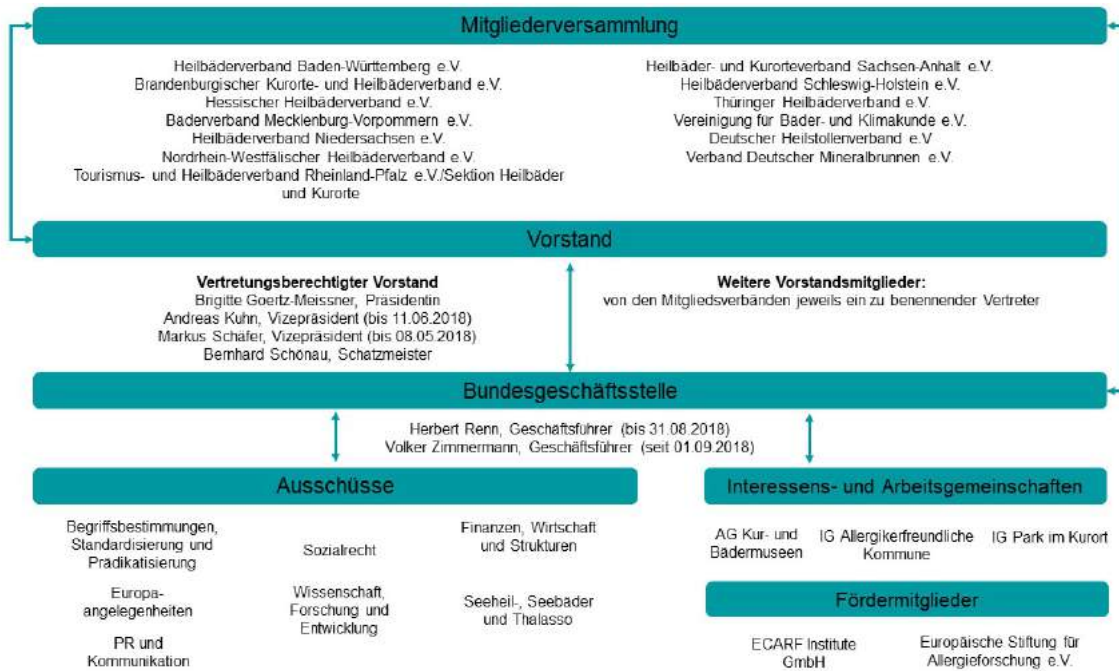 Mitgliederversammlung
Heilbäderverband Baden-Württemberg e.V.
Brandenburgischer Kurorte- und Heilbäderverband e.V.
Hessischer Heilbäderverband e.V.
Bäderverband Mecklenburg-Vorpommern e.V.
Heilbäderverband Niedersachsen e.V.
Nordrhein-Westfälischer Heilbäderverband e.V.
Tourismus- und Heilbäderverband Rheinland-Pfalz e.V./Sektion Heilbäder
und Kurorte
Heilbäder- und Kurorteverband Sachsen-Anhalt e.V.
Heilbäderverband Schleswig-Holstein e.V.
Thüringer Heilbäderverband e.V.
Vereinigung für Bäder- und Klimakunde e.V.
Deutscher Heilstollenverband e.V
Verband Deutscher Mineralbrunnen e.V.
Vorstand
Vertretungsberechtigter Vorstand
Brigitte Goertz-Meissner, Präsidentin
Andreas Kuhn, Vizepräsident (bis 11.06.2018)
Markus Schäfer, Vizepräsident (bis 08.05.2018)
Bernhard Schönau, Schatzmeister
Weitere Vorstandsmitglieder:
von den Mitgliedsverbänden jeweils ein zu benennender Vertreter
Bundesgeschäftsstelle
Herbert Renn, Geschäftsführer (bis 31.08.2018)
Volker Zimmermann, Geschäftsführer (seit 01.09.2018)
Ausschüsse
Begriffsbestimmungen,
Standardisierung und
Prädikatisierung
Sozialrecht
Finanzen, Wirtschaft
und Strukturen
Europa-
angelegenheiten
Wissenschaft,
Forschung und
Entwicklung
Seeheil-, Seebäder
und Thalasso
PR und
Kommunikation
Interessens- und Arbeitsgemeinschaften
AG Kur- und
Bädermuseen
IG Allergikerfreundliche
Kommune
IG Park im Kurort
Fördermitglieder
ECARF Institute
GmbH
Europäische Stiftung für
Allergieforschung e.V.